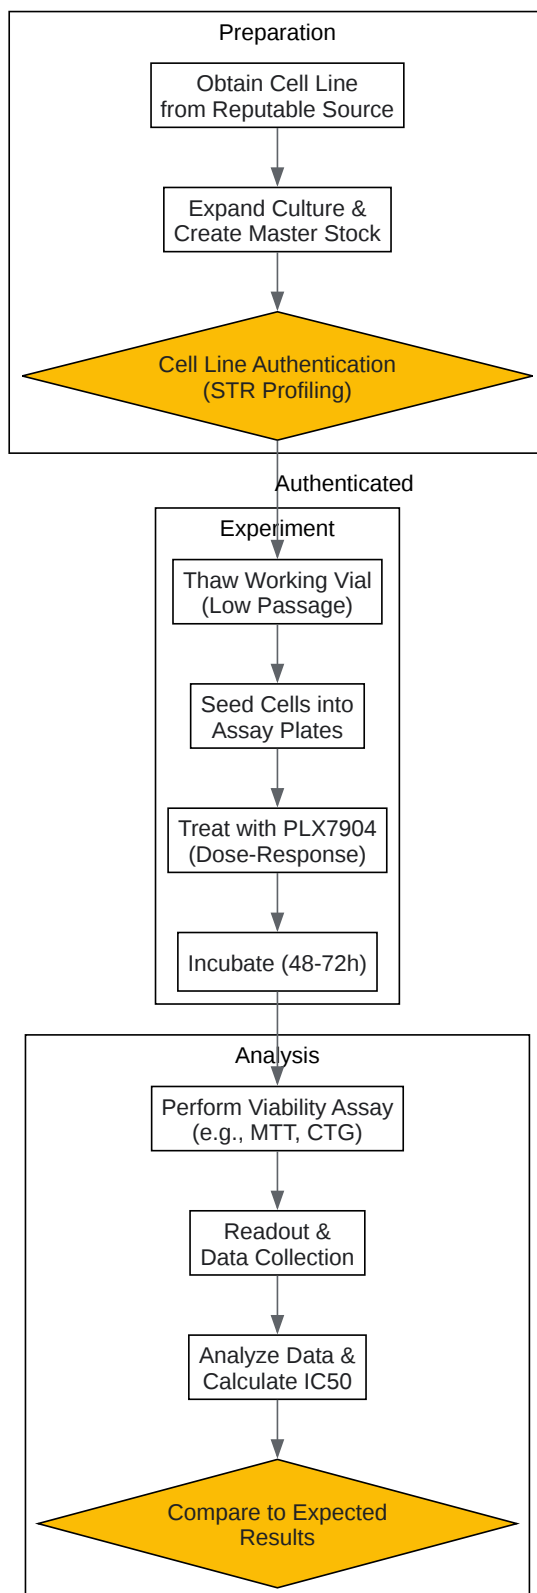 Preparation
Obtain Cell Line
from Reputable Source
Expand Culture &
Create Master Stock
Cell Line Authentication
(STR Profiling)
Authenticated
Experiment
Thaw Working Vial
(Low Passage)
Seed Cells into
Assay Plates
Treat with PLX7904
(Dose-Response)
Incubate (48-72h)
Analysis
Perform Viability Assay
(e.g., MTT, CTG)
Readout &
Data Collection
Analyze Data &
Calculate IC50
Compare to Expected
Results